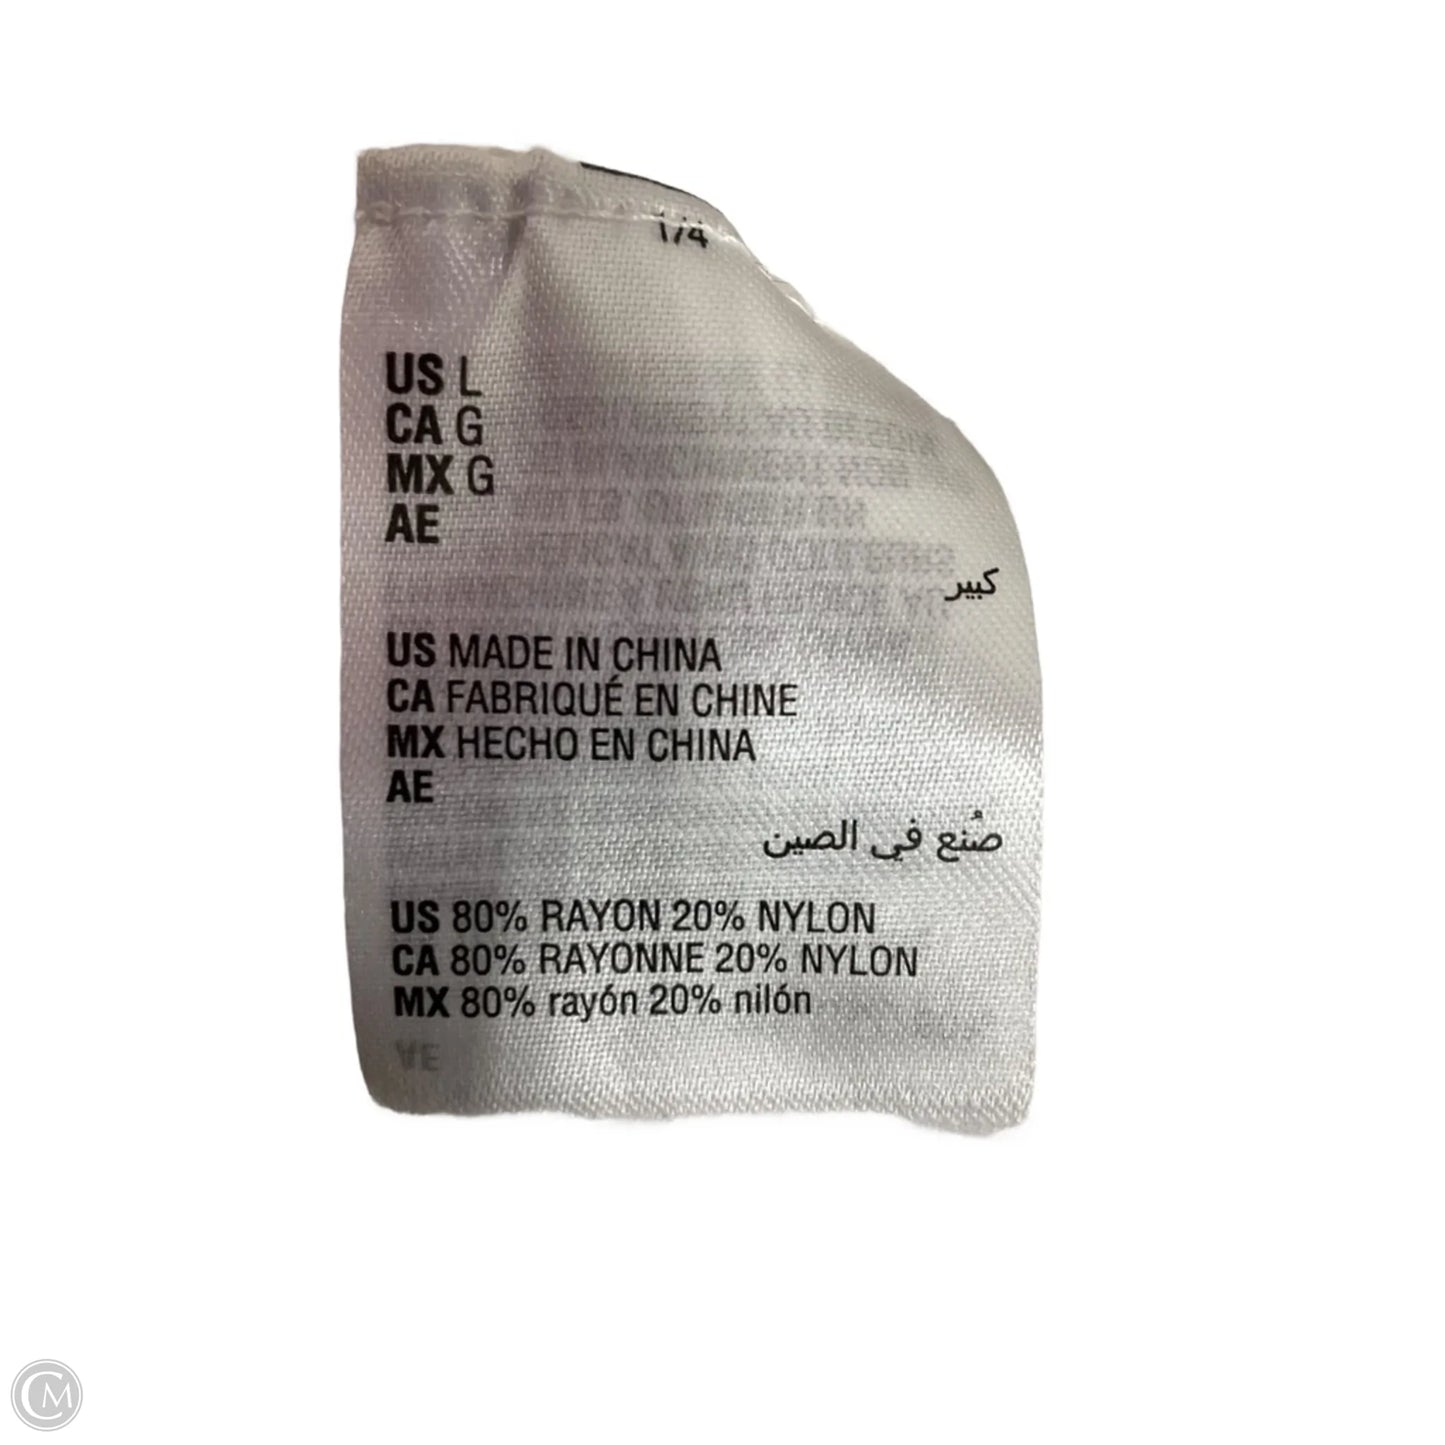 1/4
US L
CA G
MX G
AE
كبير
US MADE IN CHINA
CA FABRIQUÉ EN CHINE
MX HECHO EN CHINA
AE
صُنع في الصين
US 80% RAYON 20% NYLON
CA 80% RAYONNE 20% NYLON
MX 80% rayón 20% nilón
AE
CM